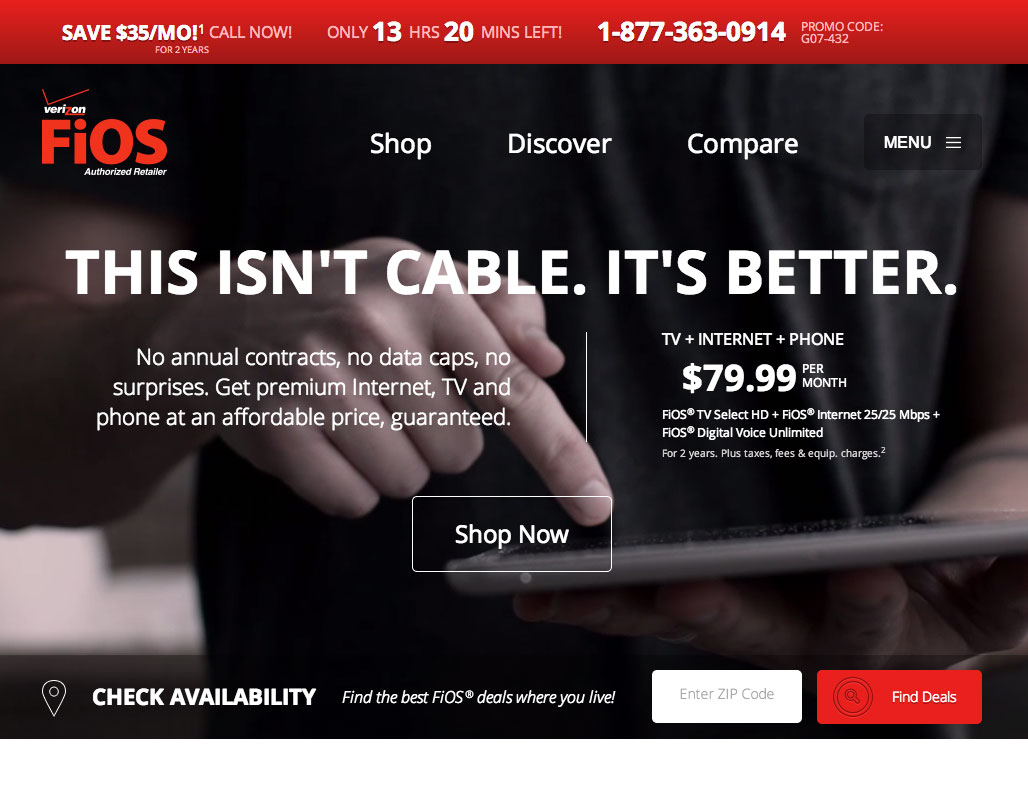 SAVE $35/MO!¹ CALL NOW!
FOR 2 YEARS
ONLY 13 HRS 20 MINS LEFT!
1-877-363-0914
PROMO CODE:
G07-432
verizon
FiOS
Authorized Retailer
Shop
Discover
Compare
MENU
THIS ISN'T CABLE. IT'S BETTER.
No annual contracts, no data caps, no
surprises. Get premium Internet, TV and
phone at an affordable price, guaranteed.
TV + INTERNET + PHONE
$79.99 PER
MONTH
FiOS® TV Select HD + FiOS® Internet 25/25 Mbps +
FiOS® Digital Voice Unlimited
For 2 years. Plus taxes, fees & equip. charges.²
Shop Now
CHECK AVAILABILITY
Find the best FiOS® deals where you live!
Enter ZIP Code
Find Deals